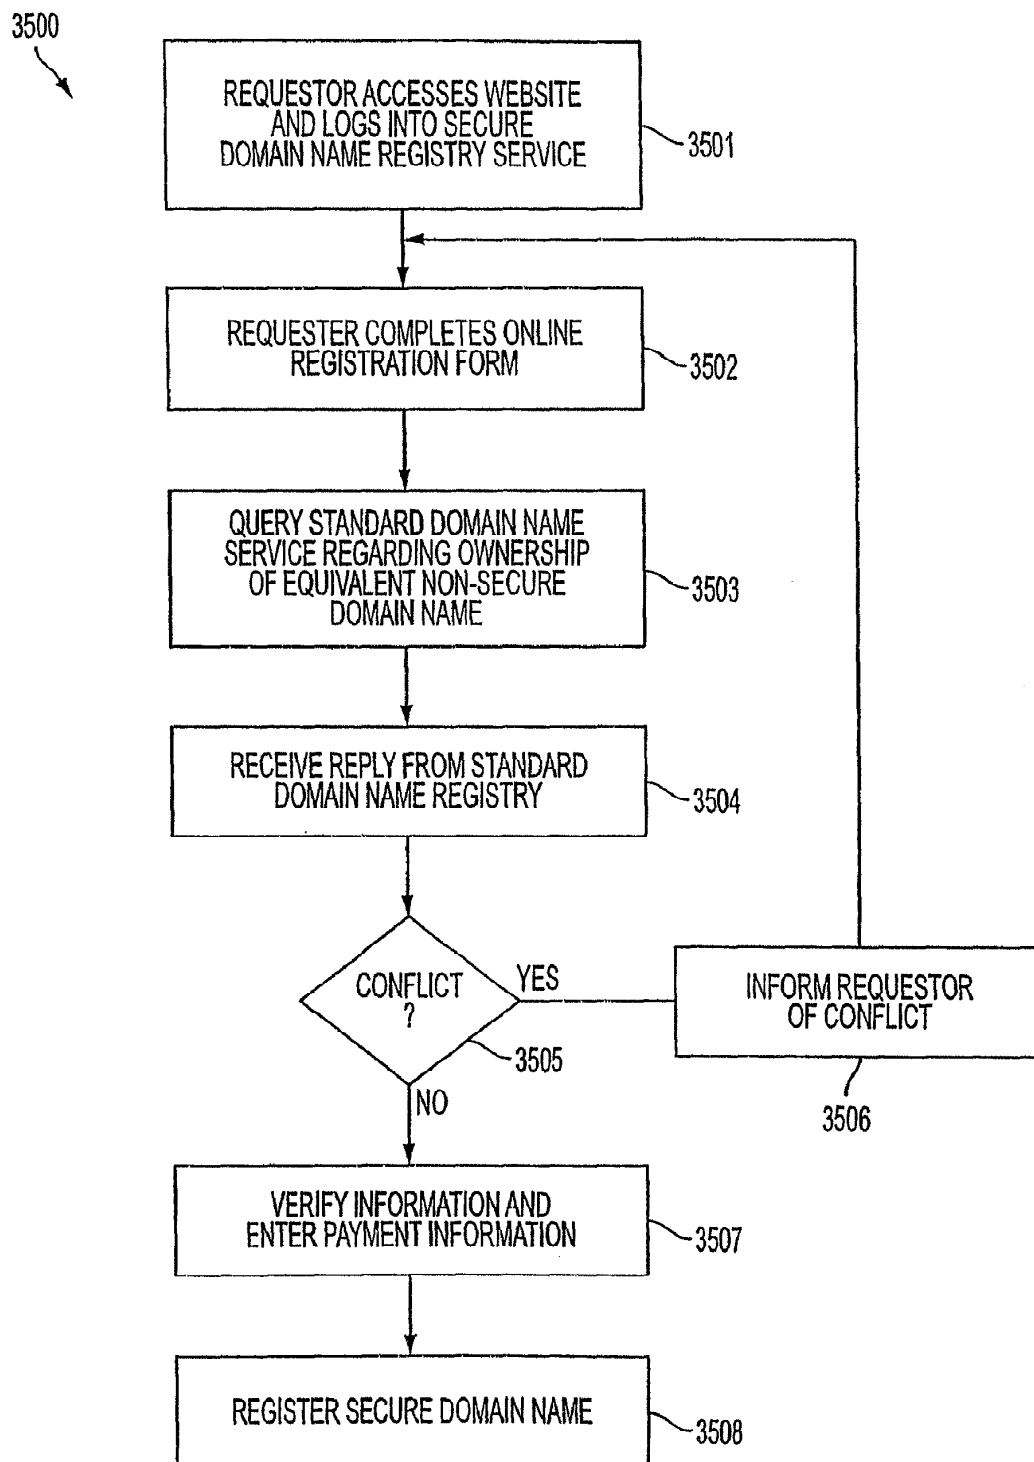 3500
REQUESTOR ACCESSES WEBSITE
AND LOGS INTO SECURE
DOMAIN NAME REGISTRY SERVICE
3501
REQUESTER COMPLETES ONLINE
REGISTRATION FORM
3502
QUERY STANDARD DOMAIN NAME
SERVICE REGARDING OWNERSHIP
OF EQUIVALENT NON-SECURE
DOMAIN NAME
3503
RECEIVE REPLY FROM STANDARD
DOMAIN NAME REGISTRY
3504
CONFLICT
?
YES
3505
INFORM REQUESTOR
OF CONFLICT
3506
NO
VERIFY INFORMATION AND
ENTER PAYMENT INFORMATION
3507
REGISTER SECURE DOMAIN NAME
3508